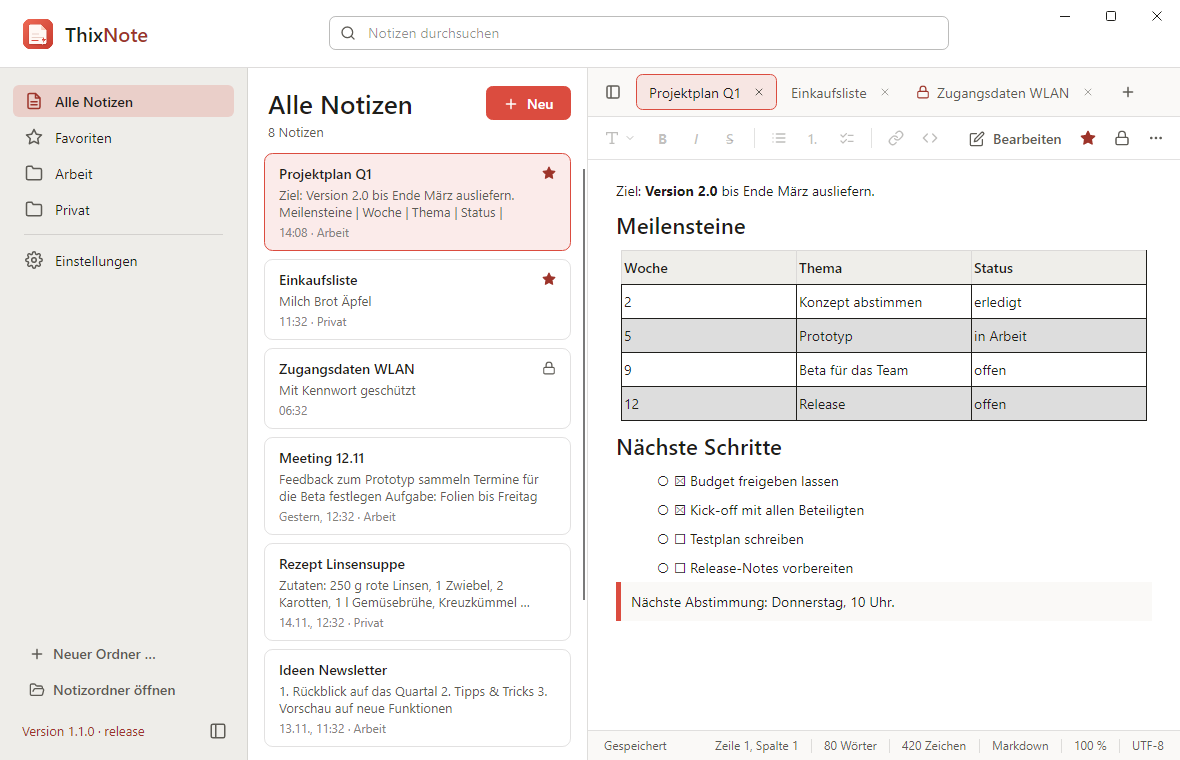 ThixNote
Notizen durchsuchen
Alle Notizen
Favoriten
Arbeit
Privat
Einstellungen
Neuer Ordner ...
Notizordner öffnen
Version 1.1.0 · release
Alle Notizen
Neu
8 Notizen
Projektplan Q1
Ziel: Version 2.0 bis Ende März ausliefern.
Meilensteine | Woche | Thema | Status |
14:08 · Arbeit
Einkaufsliste
Milch Brot Äpfel
11:32 · Privat
Zugangsdaten WLAN
Mit Kennwort geschützt
06:32
Meeting 12.11
Feedback zum Prototyp sammeln Termine für
die Beta festlegen Aufgabe: Folien bis Freitag
Gestern, 12:32 · Arbeit
Rezept Linsensuppe
Zutaten: 250 g rote Linsen, 1 Zwiebel, 2
Karotten, 1 l Gemüsebrühe, Kreuzkümmel ...
14.11., 12:32 · Privat
Ideen Newsletter
1. Rückblick auf das Quartal 2. Tipps & Tricks 3.
Vorschau auf neue Funktionen
13.11., 11:32 · Arbeit
Projektplan Q1 Einkaufsliste Zugangsdaten WLAN
T B I S 1. Bearbeiten
Ziel: Version 2.0 bis Ende März ausliefern.
Meilensteine
Woche Thema Status
2 Konzept abstimmen erledigt
5 Prototyp in Arbeit
9 Beta für das Team offen
12 Release offen
Nächste Schritte
☒ Budget freigeben lassen
☒ Kick-off mit allen Beteiligten
☐ Testplan schreiben
☐ Release-Notes vorbereiten
Nächste Abstimmung: Donnerstag, 10 Uhr.
Gespeichert Zeile 1, Spalte 1 80 Wörter 420 Zeichen Markdown 100 % UTF-8